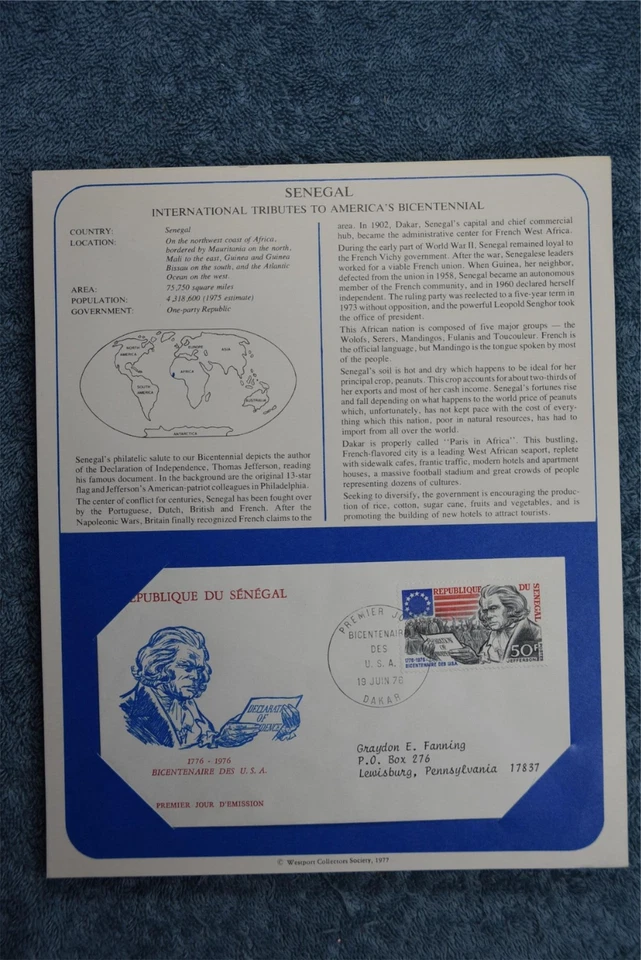 SENEGAL
INTERNATIONAL TRIBUTES TO AMERICA'S BICENTENNIAL
COUNTRY: Senegal
LOCATION: On the northwest coast of Africa,
bordered by Mauritania on the north,
Mali to the east, Guinea and Guinea
Bissau on the south, and the Atlantic
Ocean on the west.
AREA: 75,750 square miles
POPULATION: 4,318,600 (1975 estimate)
GOVERNMENT: One-party Republic
NORTH
AMERICA
SOUTH
AMERICA
EUROPE
ASIA
AFRICA
AUSTRALIA
ANTARCTICA
Senegal's philatelic salute to our Bicentennial depicts the author
of the Declaration of Independence, Thomas Jefferson, reading
his famous document. In the background are the original 13-star
flag and Jefferson's American-patriot colleagues in Philadelphia.
The center of conflict for centuries, Senegal has been fought over
by the Portuguese, Dutch, British and French. After the
Napoleonic Wars, Britain finally recognized French claims to the
area. In 1902, Dakar, Senegal's capital and chief commercial
hub, became the administrative center for French West Africa.
During the early part of World War II, Senegal remained loyal to
the French Vichy government. After the war, Senegalese leaders
worked for a viable French union. When Guinea, her neighbor,
defected from the union in 1958, Senegal became an autonomous
member of the French community, and in 1960 declared herself
independent. The ruling party was reelected to a five-year term in
1973 without opposition, and the powerful Leopold Senghor took
the office of president.
This African nation is composed of five major groups — the
Wolofs, Serers, Mandingos, Fulanis and Toucouleur. French is
the official language, but Mandingo is the tongue spoken by most
of the people.
Senegal's soil is hot and dry which happens to be ideal for her
principal crop, peanuts. This crop accounts for about two-thirds of
her exports and most of her cash income. Senegal's fortunes rise
and fall depending on what happens to the world price of peanuts
which, unfortunately, has not kept pace with the cost of every-
thing which this nation, poor in natural resources, has had to
import from all over the world.
Dakar is properly called "Paris in Africa". This bustling,
French-flavored city is a leading West African seaport, replete
with sidewalk cafes, frantic traffic, modern hotels and apartment
houses, a massive football stadium and great crowds of people
representing dozens of cultures.
Seeking to diversify, the government is encouraging the produc-
tion of rice, cotton, sugar cane, fruits and vegetables, and is
promoting the building of new hotels to attract tourists.
EPUBLIQUE DU SÉNÉGAL
DECLARATI
OF
DENCE
1776 - 1976
BICENTENAIRE DES U.S.A.
PREMIER JOUR D'EMISSION
PREMIER JO
BICENTENAIR
DES
U.S.A.
19 JUIN 76
DAKAR
REPUBLIQUE DU SENEGAL
1776-1976
BICENTENAIRE DES U.S.A
50F
JEFFERSON
Graydon E. Fanning
P.O. Box 276
Lewisburg, Pennsylvania 17837
© Westport Collectors Society, 1977